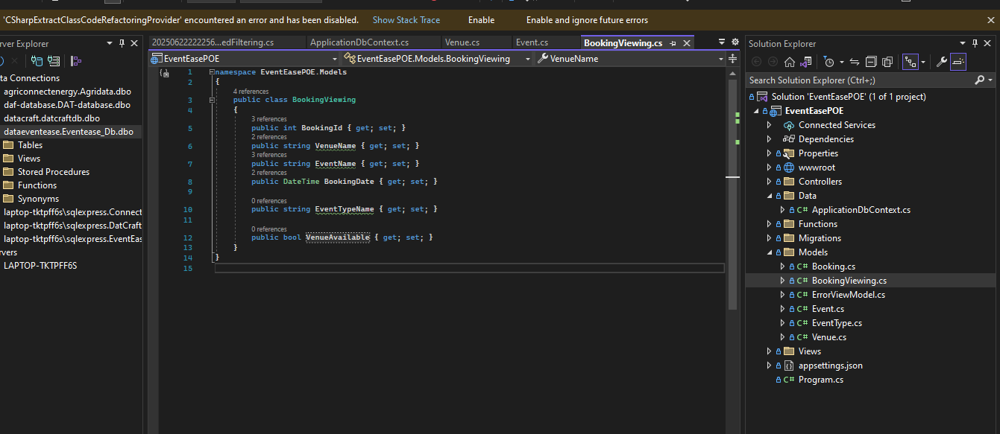 'CSharpExtractClassCodeRefactoringProvider' encountered an error and has been disabled. Show Stack Trace Enable Enable and ignore future errors
rver Explorer
ta Connections
agriconnectenergy.Agridata.dbo
daf-database.DAT-database.dbo
datacraft.datcraftdb.dbo
dataeventease.Eventease_Db.dbo
Tables
Views
Stored Procedures
Functions
Synonyms
laptop-tktpff6s\sqlexpress.Connect
laptop-tktpff6s\sqlexpress.DatCraft
laptop-tktpff6s\sqlexpress.EventEas
rvers
LAPTOP-TKTPFF6S
20250622222256...edFiltering.cs ApplicationDbContext.cs Venue.cs Event.cs BookingViewing.cs
EventEasePOE EventEasePOE.Models.BookingViewing VenueName
1 namespace EventEasePOE.Models
2 {
4 references
3 public class BookingViewing
4 {
3 references
5 public int BookingId { get; set; }
2 references
6 public string VenueName { get; set; }
3 references
7 public string EventName { get; set; }
2 references
8 public DateTime BookingDate { get; set; }
9
0 references
10 public string EventTypeName { get; set; }
11
0 references
12 public bool VenueAvailable { get; set; }
13 }
14 }
15
Solution Explorer
Search Solution Explorer (Ctrl+;)
Solution 'EventEasePOE' (1 of 1 project)
EventEasePOE
Connected Services
Dependencies
Properties
wwwroot
Controllers
Data
C# ApplicationDbContext.cs
Functions
Migrations
Models
C# Booking.cs
C# BookingViewing.cs
C# ErrorViewModel.cs
C# Event.cs
C# EventType.cs
C# Venue.cs
Views
appsettings.json
C# Program.cs